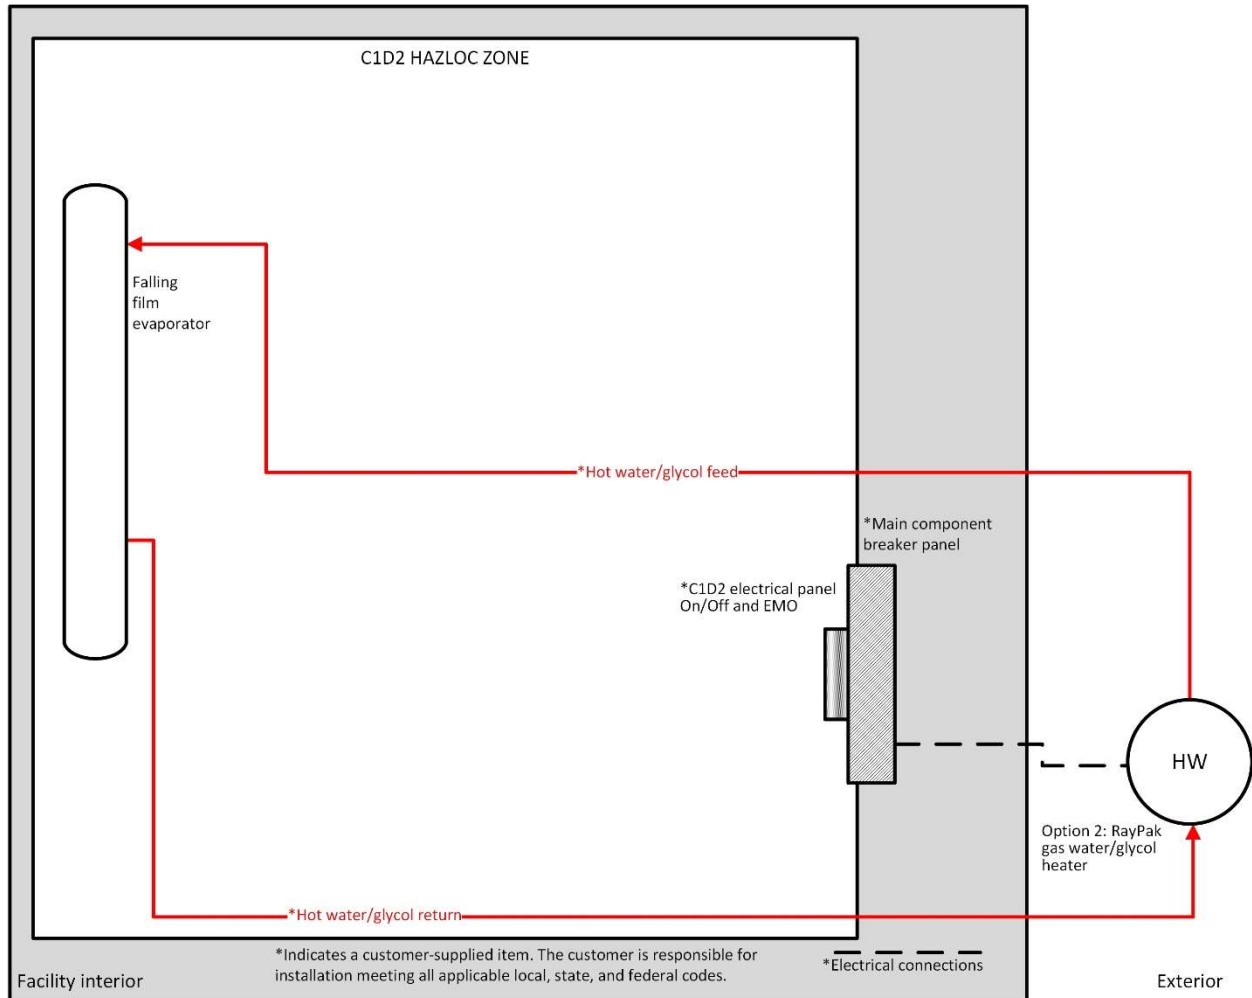 C1D2 HAZLOC ZONE
Falling
film
evaporator
*Hot water/glycol feed
*Main component
breaker panel
*C1D2 electrical panel
On/Off and EMO
HW
Option 2: RayPak
gas water/glycol
heater
*Hot water/glycol return
*Indicates a customer-supplied item. The customer is responsible for
installation meeting all applicable local, state, and federal codes.
*Electrical connections
Facility interior
Exterior